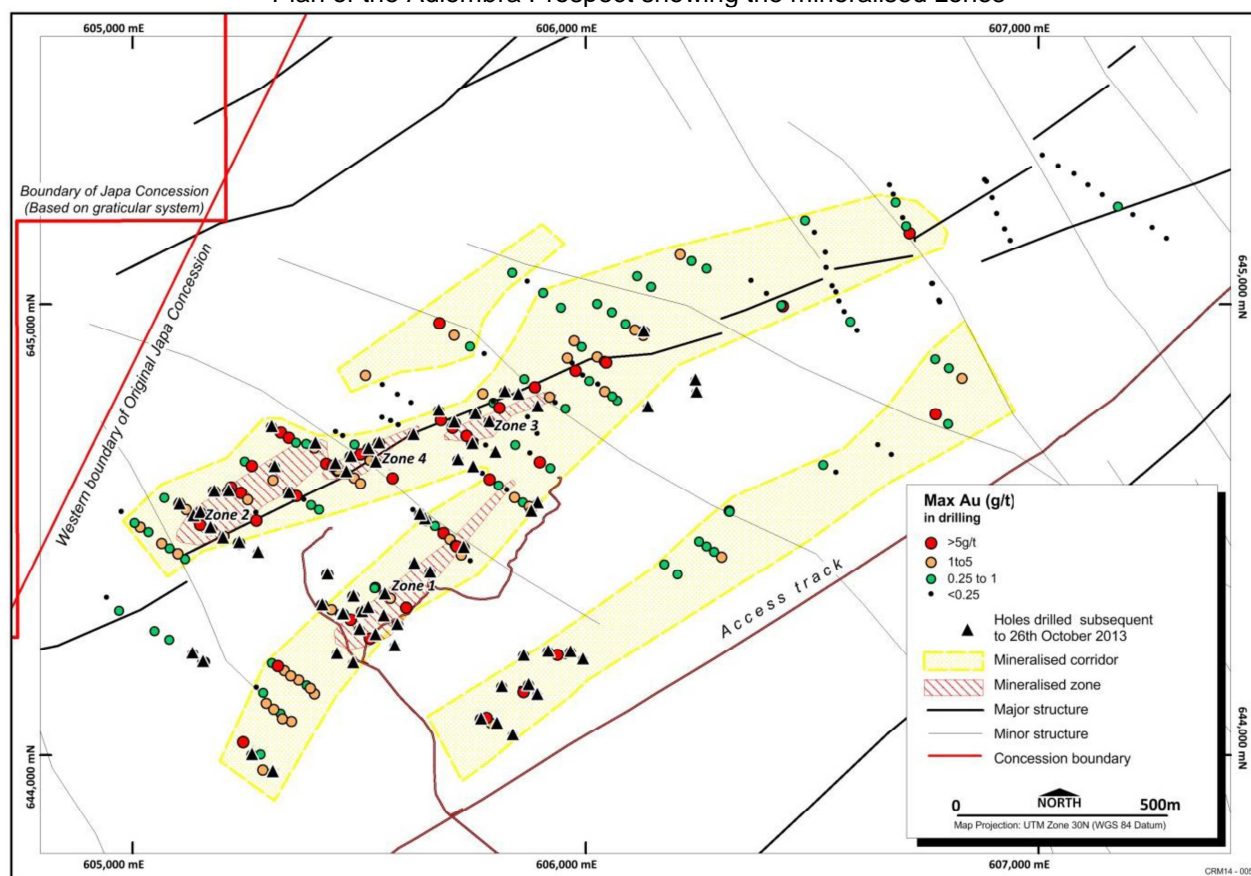 Plan of the Adiembra Prospect showing the mineralised zones
605,000 mE
606,000 mE
607,000 mE
Boundary of Japa Concession
(Based on graticular system)
Western boundary of Original Japa Concession
645,000 mN
645,000 mN
Zone 3
Zone 4
Zone 2
Zone 1
Access track
644,000 mN
644,000 mN
Max Au (g/t)
in drilling
>5g/t
1to5
0.25 to 1
<0.25
Holes drilled subsequent
to 26th October 2013
Mineralised corridor
Mineralised zone
Major structure
Minor structure
Concession boundary
0 NORTH 500m
Map Projection: UTM Zone 30N (WGS 84 Datum)
605,000 mE
606,000 mE
607,000 mE
CRM14 - 005